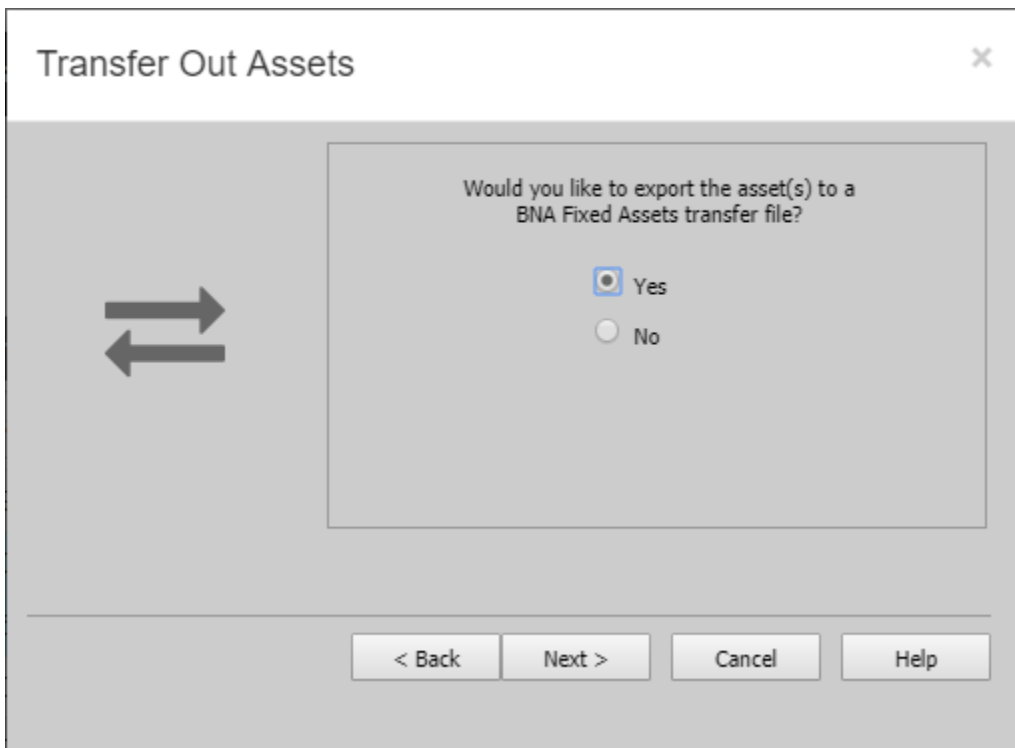 Transfer Out Assets
Would you like to export the asset(s) to a
BNA Fixed Assets transfer file?
Yes
No
< Back
Next >
Cancel
Help